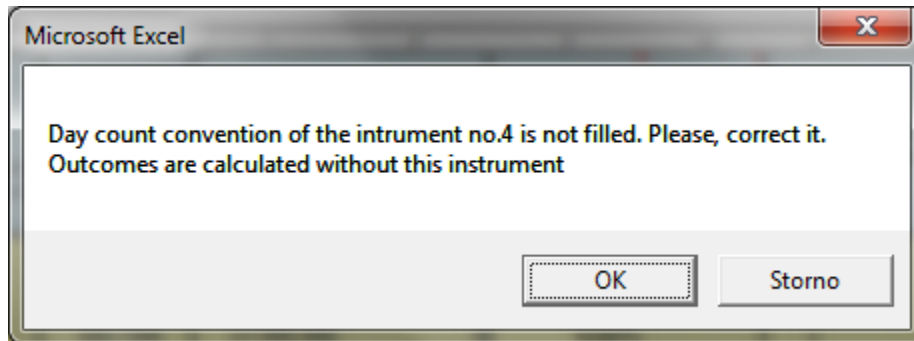 Microsoft Excel
Day count convention of the intrument no.4 is not filled. Please, correct it.
Outcomes are calculated without this instrument
OK
Storno